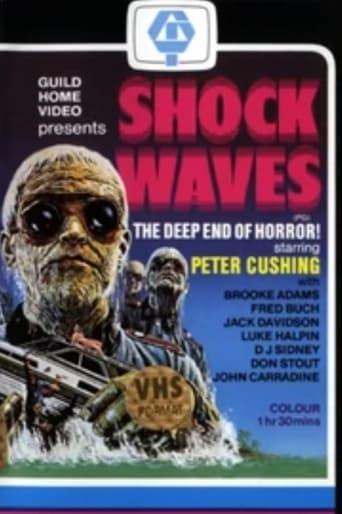 GUILD
HOME
VIDEO
presents
SHOCK
WAVES
(PG)
THE DEEP END OF HORROR!
starring
PETER CUSHING
with
BROOKE ADAMS
FRED BUCH
JACK DAVIDSON
LUKE HALPIN
D J SIDNEY
DON STOUT
JOHN CARRADINE
VHS
FORMAT
COLOUR
1 hr 30 mins